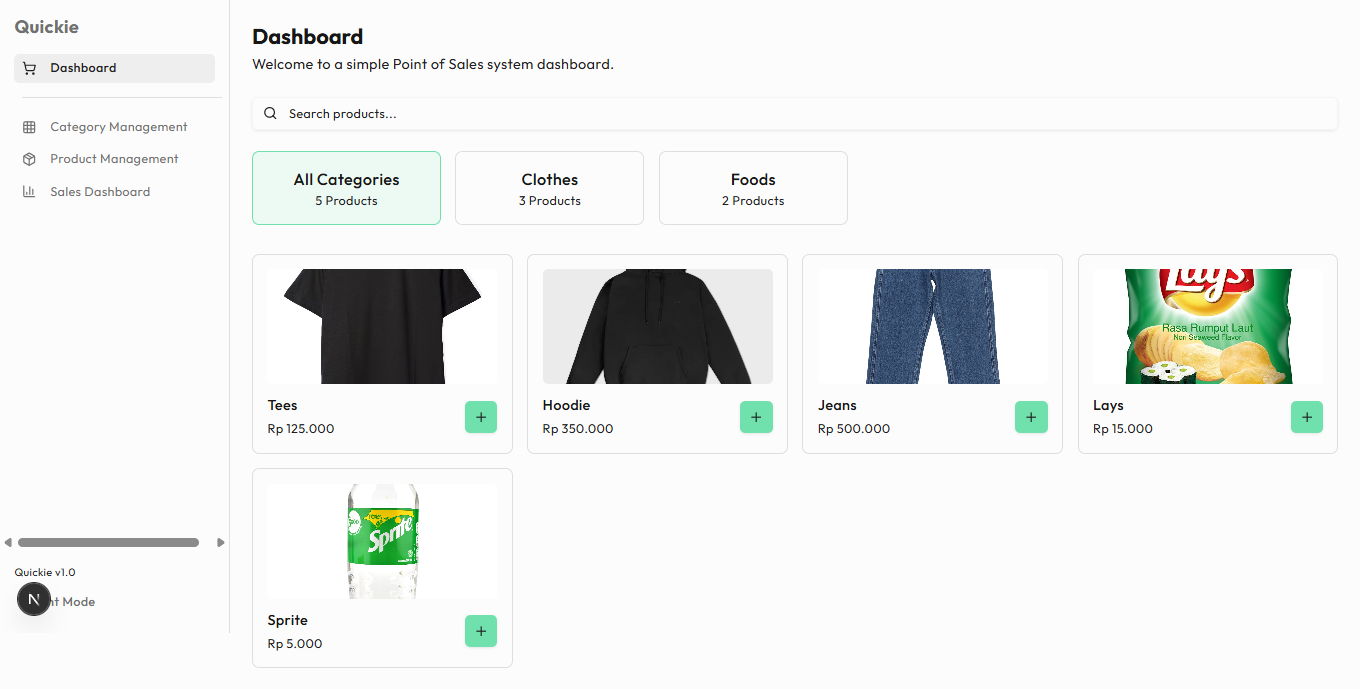 Quickie
Dashboard
Category Management
Product Management
Sales Dashboard
Quickie v1.0
N
nt Mode
Dashboard
Welcome to a simple Point of Sales system dashboard.
Search products...
All Categories
5 Products
Clothes
3 Products
Foods
2 Products
Tees
Rp 125.000
Hoodie
Rp 350.000
Jeans
Rp 500.000
Lay's
Rasa Rumput Laut
Nori Seaweed Flavor
Lays
Rp 15.000
Sprite
Sprite
Rp 5.000